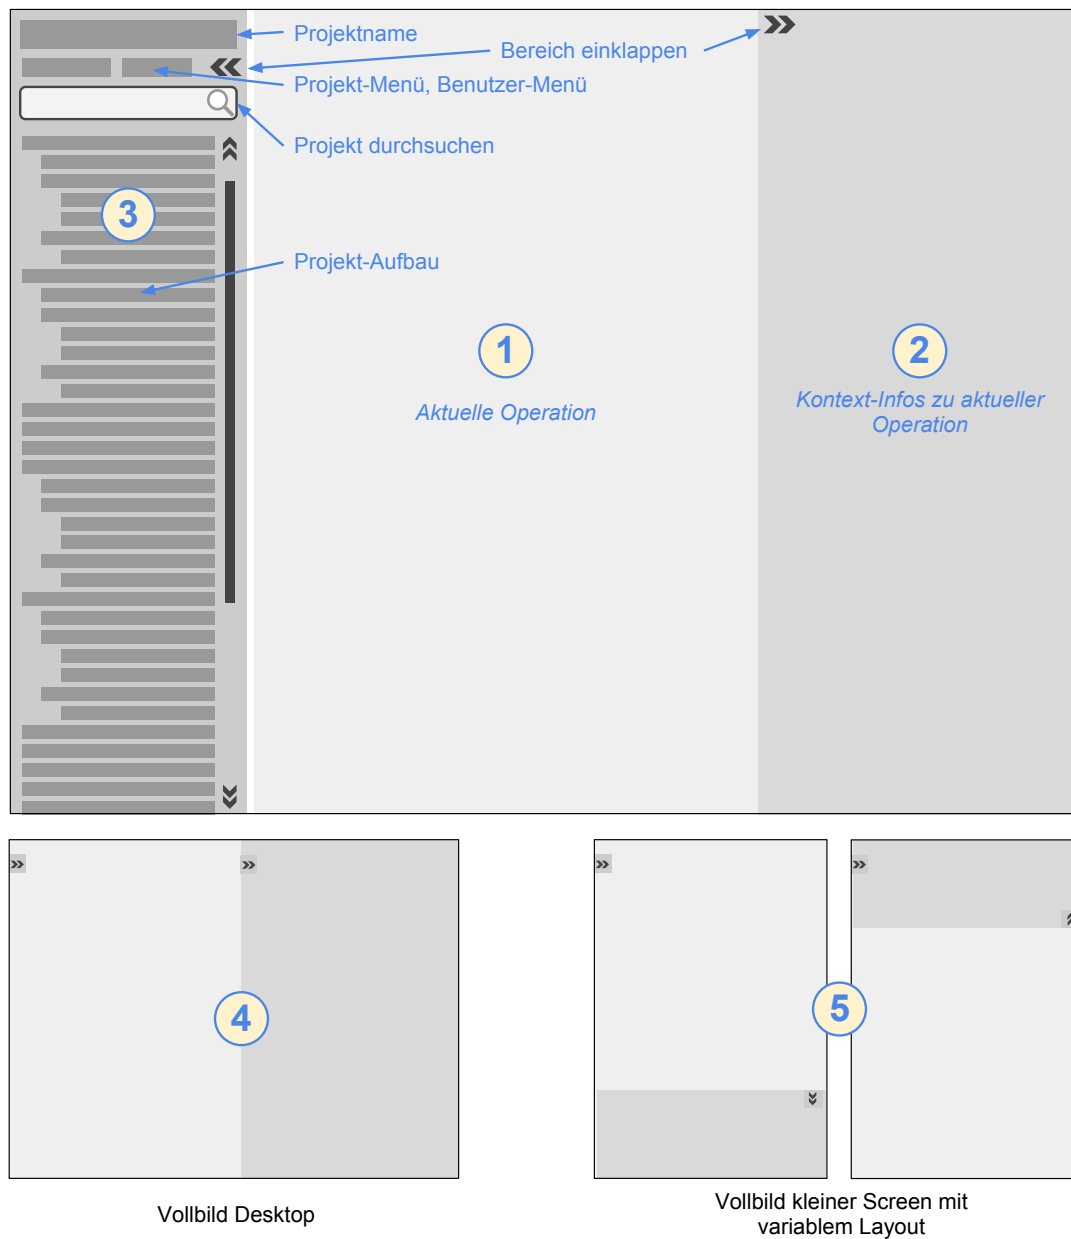 Projektname
Bereich einklappen
Projekt-Menü, Benutzer-Menü
Projekt durchsuchen
3
Projekt-Aufbau
1
2
Aktuelle Operation
Kontext-Infos zu aktueller
Operation
4
5
Vollbild Desktop
Vollbild kleiner Screen mit
variablem Layout